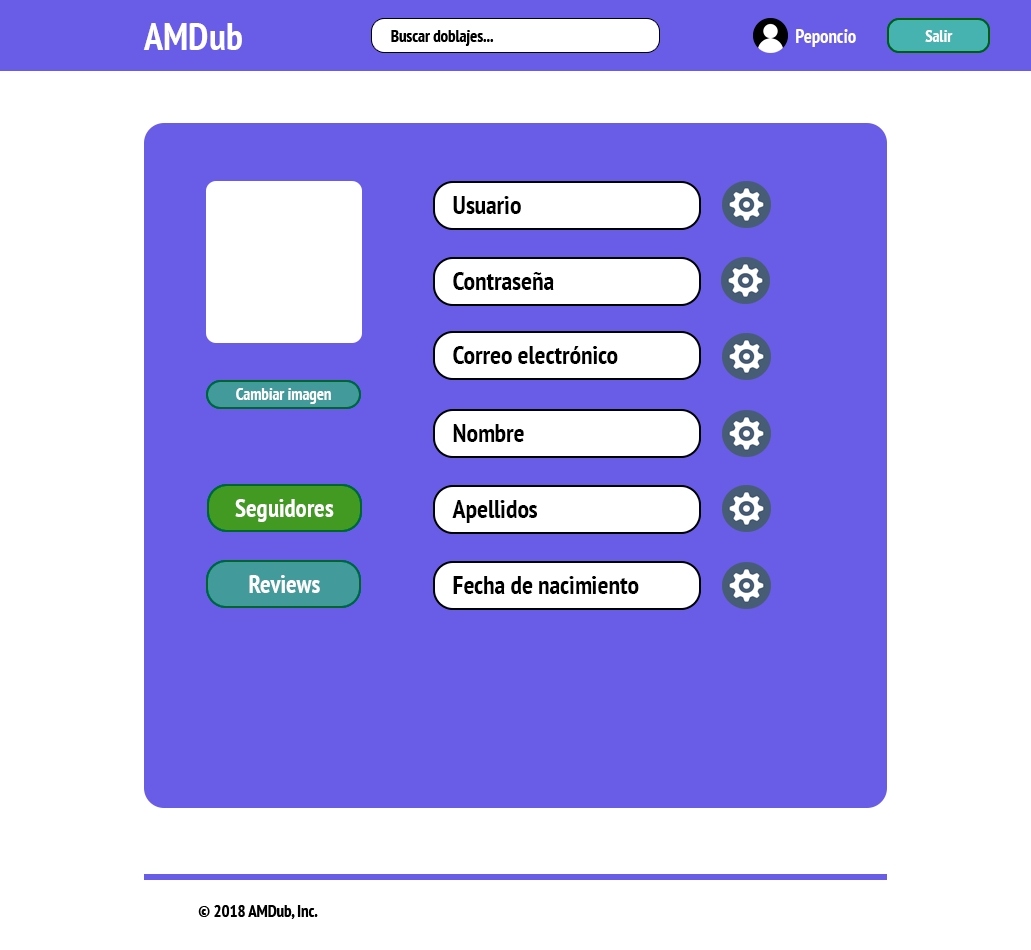 AMDub
Buscar doblajes...
Peponcio
Salir
Usuario
Contraseña
Correo electrónico
Cambiar imagen
Nombre
Seguidores
Apellidos
Reviews
Fecha de nacimiento
© 2018 AMDub, Inc.